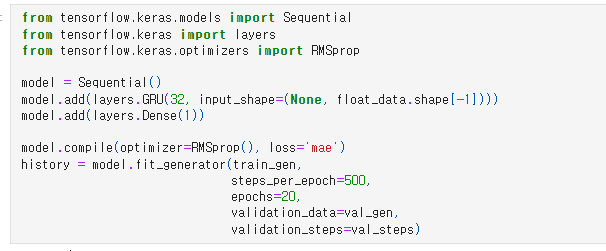 from tensorflow.keras.models import Sequential
from tensorflow.keras import layers
from tensorflow.keras.optimizers import RMSprop
model = Sequential()
model.add(layers.GRU(32, input_shape=(None, float_data.shape[-1])))
model.add(layers.Dense(1))
model.compile(optimizer=RMSprop(), loss='mae')
history = model.fit_generator(train_gen,
steps_per_epoch=500,
epochs=20,
validation_data=val_gen,
validation_steps=val_steps)